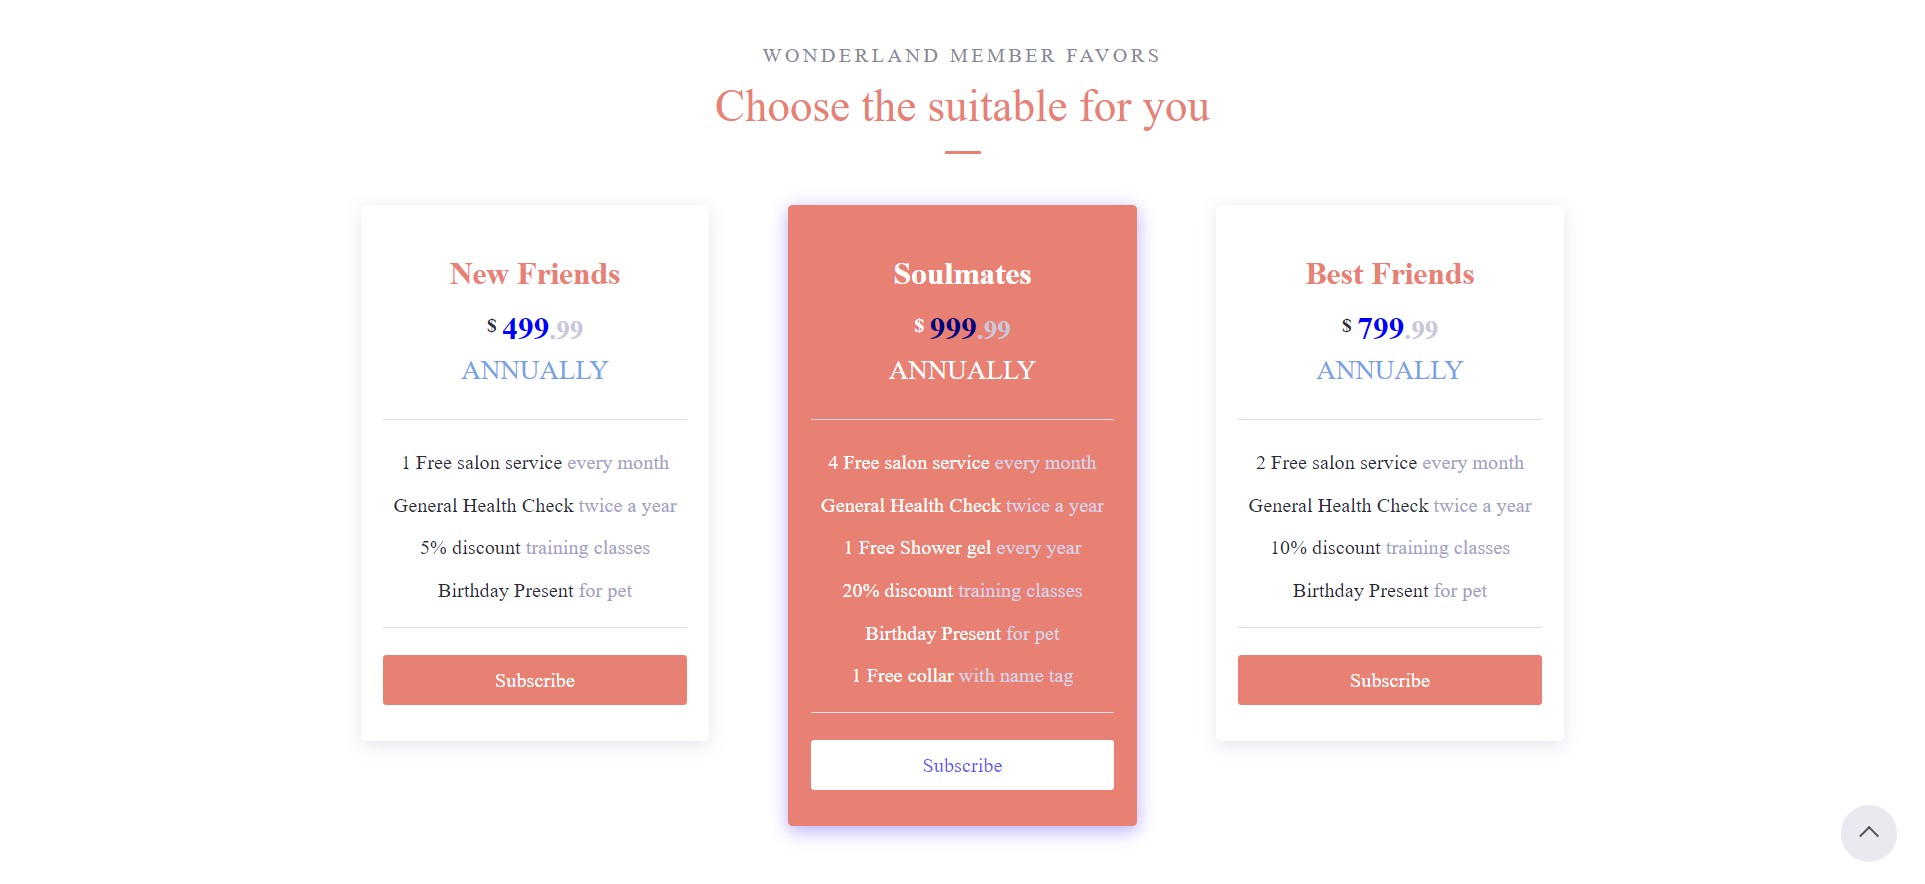 WONDERLAND MEMBER FAVORS
Choose the suitable for you
New Friends
$ 499.99
ANNUALLY
1 Free salon service every month
General Health Check twice a year
5% discount training classes
Birthday Present for pet
Subscribe
Soulmates
$ 999.99
ANNUALLY
4 Free salon service every month
General Health Check twice a year
1 Free Shower gel every year
20% discount training classes
Birthday Present for pet
1 Free collar with name tag
Subscribe
Best Friends
$ 799.99
ANNUALLY
2 Free salon service every month
General Health Check twice a year
10% discount training classes
Birthday Present for pet
Subscribe